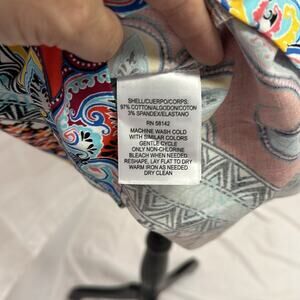 SHELL/CUERPO/CORPS:
97% COTTON/ALGODON/COTON
3% SPANDEX/ELASTANO
RN 58142
MACHINE WASH COLD
WITH SIMILAR COLORS
GENTLE CYCLE
ONLY NON-CHLORINE
BLEACH WHEN NEEDED
RESHAPE, LAY FLAT TO DRY
WARM IRON AS NEEDED
DRY CLEAN